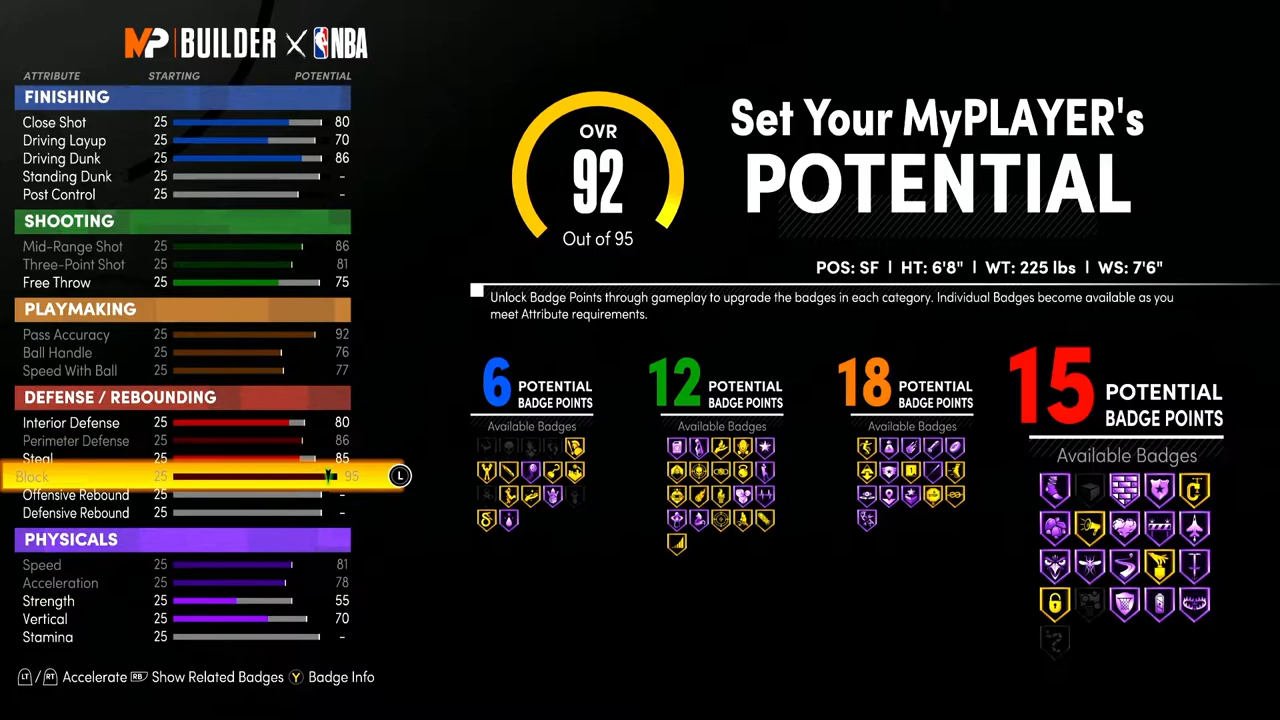 MP | BUILDER X NBA
ATTRIBUTE STARTING POTENTIAL
FINISHING
Close Shot 25 80
Driving Layup 25 70
Driving Dunk 25 86
Standing Dunk 25 -
Post Control 25 -
SHOOTING
Mid-Range Shot 25 86
Three-Point Shot 25 81
Free Throw 25 75
PLAYMAKING
Pass Accuracy 25 92
Ball Handle 25 76
Speed With Ball 25 77
DEFENSE / REBOUNDING
Interior Defense 25 80
Perimeter Defense 25 86
Steal 25 85
Block 25 95 L
Offensive Rebound 25 -
Defensive Rebound 25 -
PHYSICALS
Speed 25 81
Acceleration 25 78
Strength 25 55
Vertical 25 70
Stamina 25 -
LT / RT Accelerate RB Show Related Badges Y Badge Info
OVR
92
Out of 95
Set Your MyPLAYER's
POTENTIAL
POS: SF | HT: 6'8" | WT: 225 lbs | WS: 7'6"
Unlock Badge Points through gameplay to upgrade the badges in each category. Individual Badges become available as you
meet Attribute requirements.
6 POTENTIAL
BADGE POINTS
Available Badges
12 POTENTIAL
BADGE POINTS
Available Badges
18 POTENTIAL
BADGE POINTS
Available Badges
15 POTENTIAL
BADGE POINTS
Available Badges